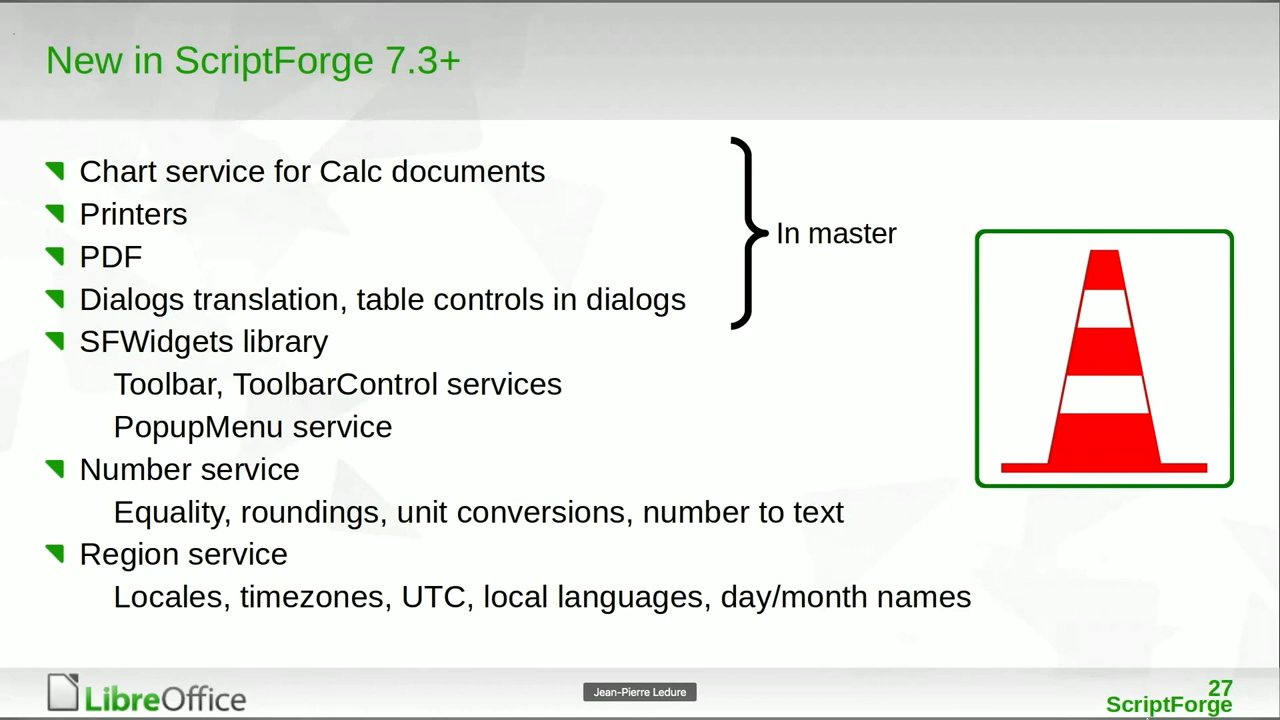 New in ScriptForge 7.3+
Chart service for Calc documents
Printers
PDF
Dialogs translation, table controls in dialogs
In master
SFWidgets library
Toolbar, ToolbarControl services
PopupMenu service
Number service
Equality, roundings, unit conversions, number to text
Region service
Locales, timezones, UTC, local languages, day/month names
LibreOffice
Jean-Pierre Ledure
27
ScriptForge